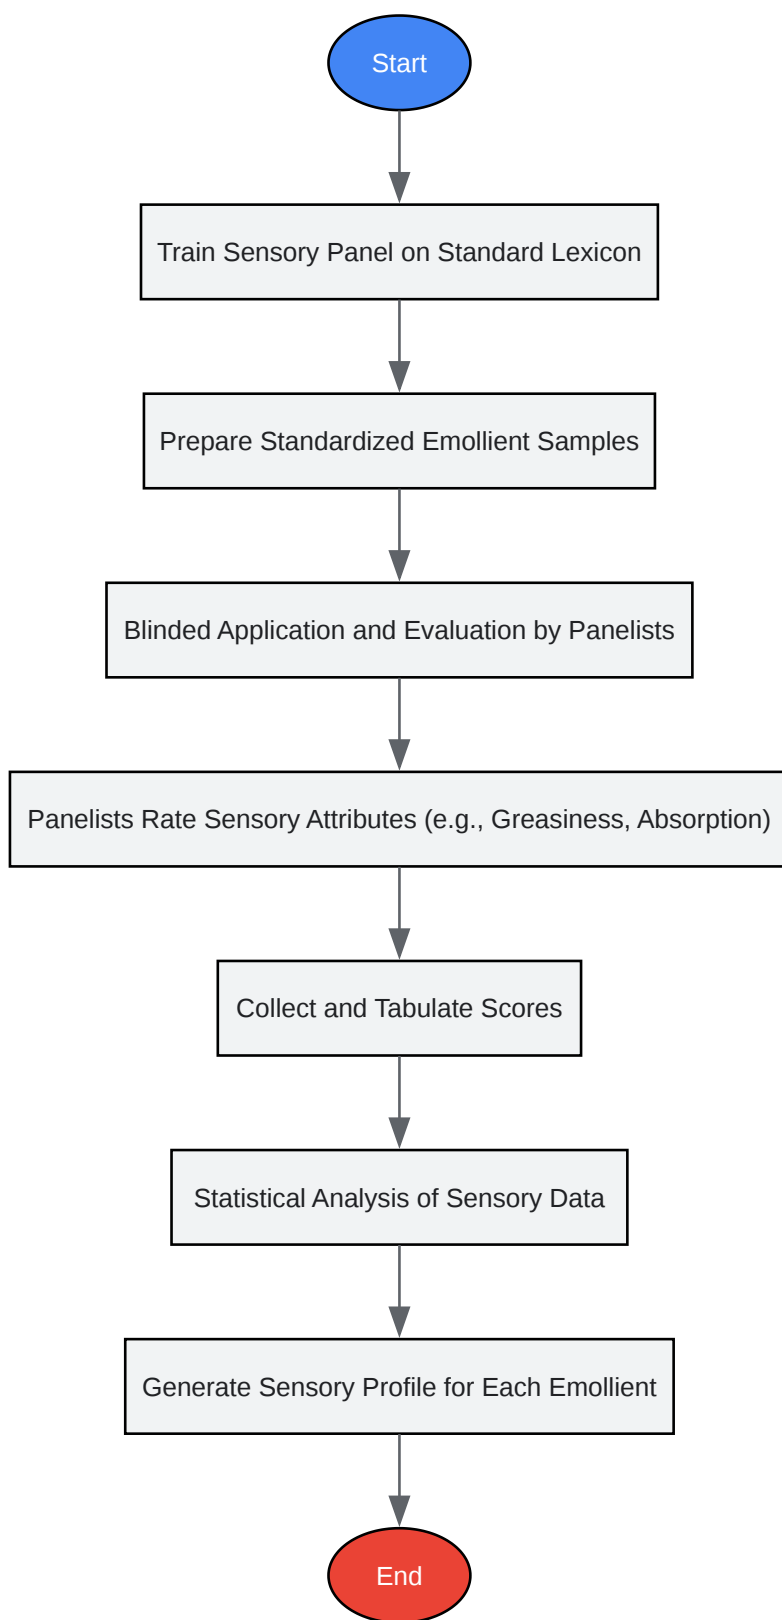 Start
Train Sensory Panel on Standard Lexicon
Prepare Standardized Emollient Samples
Blinded Application and Evaluation by Panelists
Panelists Rate Sensory Attributes (e.g., Greasiness, Absorption)
Collect and Tabulate Scores
Statistical Analysis of Sensory Data
Generate Sensory Profile for Each Emollient
End